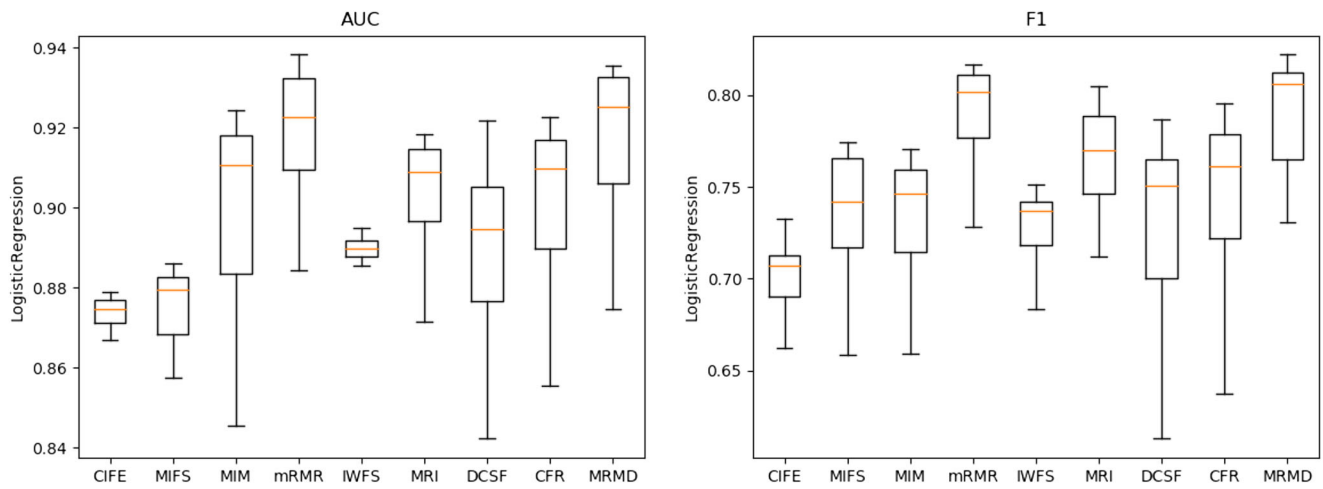 AUC
LogisticRegression
0.94
0.92
0.90
0.88
0.86
0.84
CIFE MIFS MIM mRMR IWFS MRI DCSF CFR MRMD
F1
LogisticRegression
0.80
0.75
0.70
0.65
CIFE MIFS MIM mRMR IWFS MRI DCSF CFR MRMD